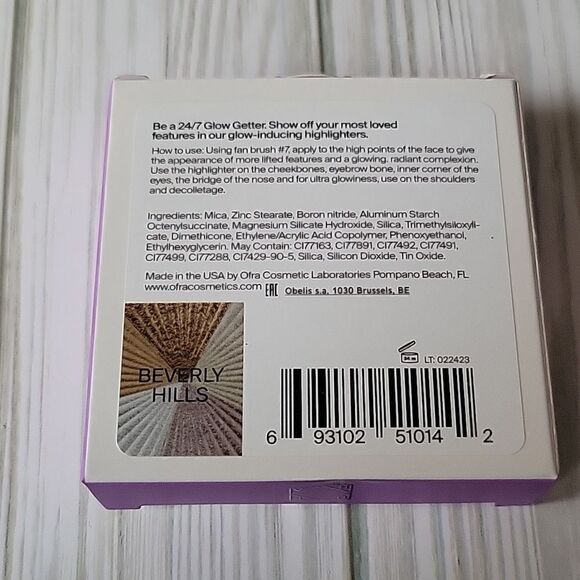 Be a 24/7 Glow Getter. Show off your most loved
features in our glow-inducing highlighters.
How to use: Using fan brush #7, apply to the high points of the face to give
the appearance of more lifted features and a glowing, radiant complexion.
Use the highlighter on the cheekbones, eyebrow bone, inner corner of the
eyes, the bridge of the nose and for ultra glowiness, use on the shoulders
and decolletage.
Ingredients: Mica, Zinc Stearate, Boron nitride, Aluminum Starch
Octenylsuccinate, Magnesium Silicate Hydroxide, Silica, Trimethylsiloxyli-
cate, Dimethicone, Ethylene/Acrylic Acid Copolymer, Phenoxyethanol,
Ethylhexyglycerin. May Contain: CI77163, CI77891, CI77492, CI77491,
CI77499, CI77288, CI7429-90-5, Silica, Silicon Dioxide, Tin Oxide.
Made in the USA by Ofra Cosmetic Laboratories Pompano Beach, FL
www.ofracosmetics.com EAC Obelis s.a. 1030 Brussels, BE
BEVERLY
HILLS
LT: 022423
6 93102 51014 2